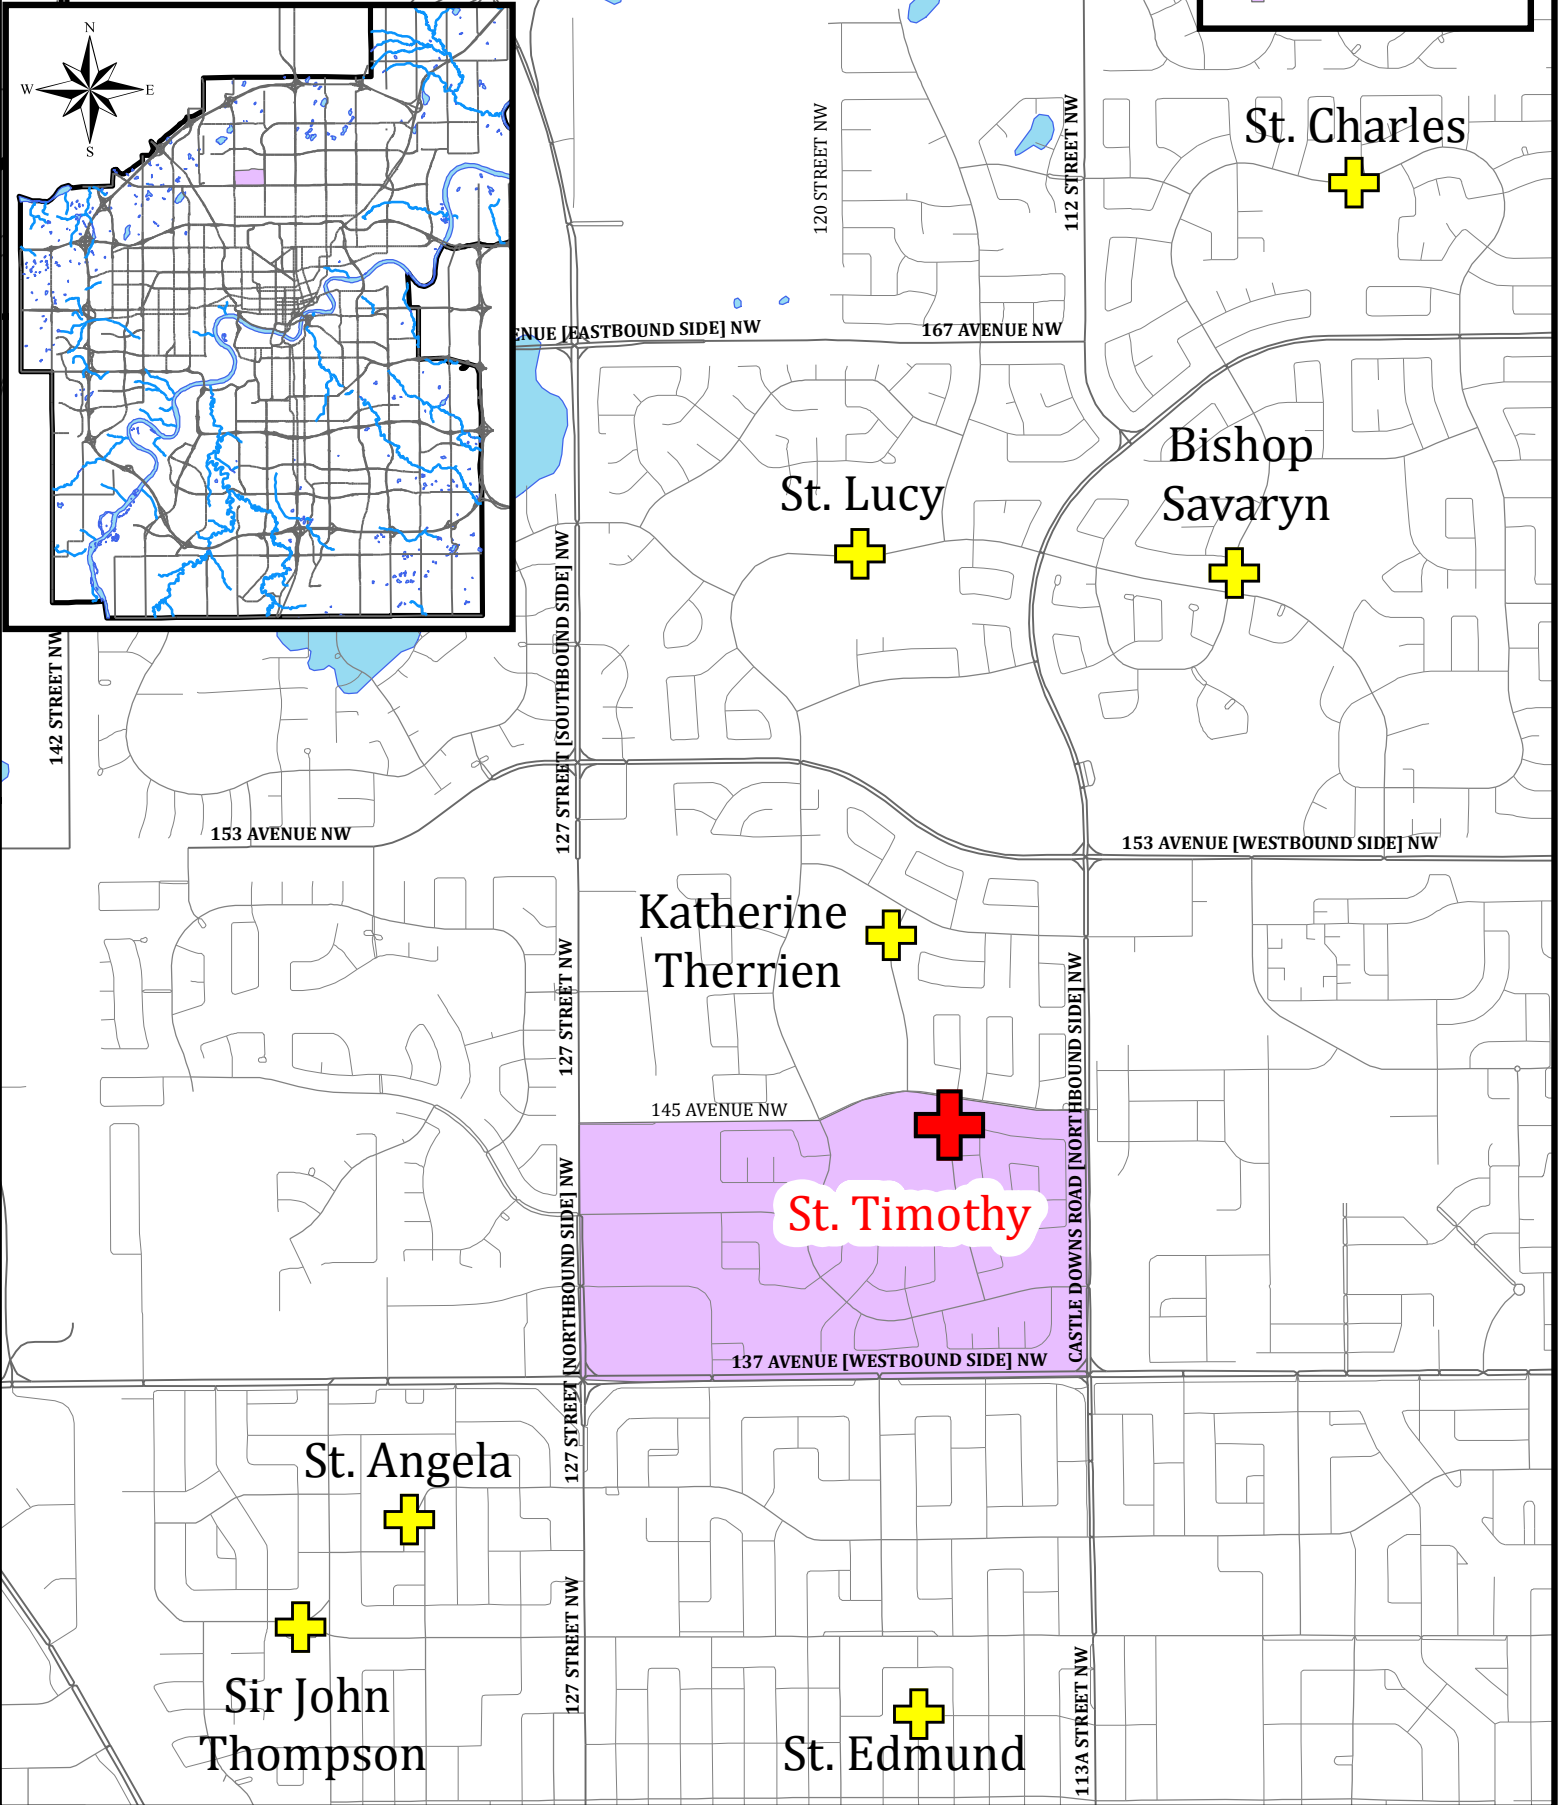 N
W
E
S
St. Charles
120 STREET NW
112 STREET NW
ENUE [EASTBOUND SIDE] NW
167 AVENUE NW
Bishop
Savaryn
St. Lucy
142 STREET NW
127 STREET [SOUTHBOUND SIDE] NW
153 AVENUE NW
153 AVENUE [WESTBOUND SIDE] NW
Katherine
Therrien
127 STREET NW
CASTLE DOWNS ROAD [NORTHBOUND SIDE] NW
145 AVENUE NW
St. Timothy
127 STREET [NORTHBOUND SIDE] NW
137 AVENUE [WESTBOUND SIDE] NW
St. Angela
127 STREET NW
Sir John
Thompson
St. Edmund
113A STREET NW